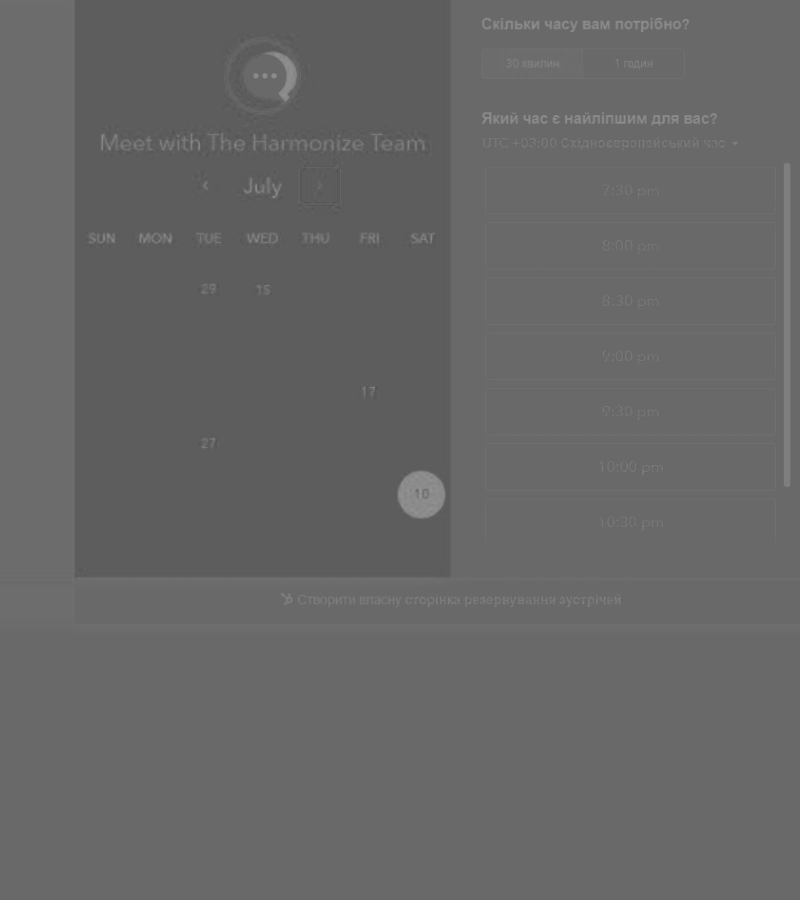 Meet with The Harmonize Team
‹ July ›
SUN MON TUE WED THU FRI SAT
29 15
17
27
10
Скільки часу вам потрібно?
30 хвилин 1 годин
Який час є найліпшим для вас?
UTC +03:00 Східноєвропейський час
7:30 pm
8:00 pm
8:30 pm
9:00 pm
9:30 pm
10:00 pm
10:30 pm
Створити власну сторінка резервування зустрічей